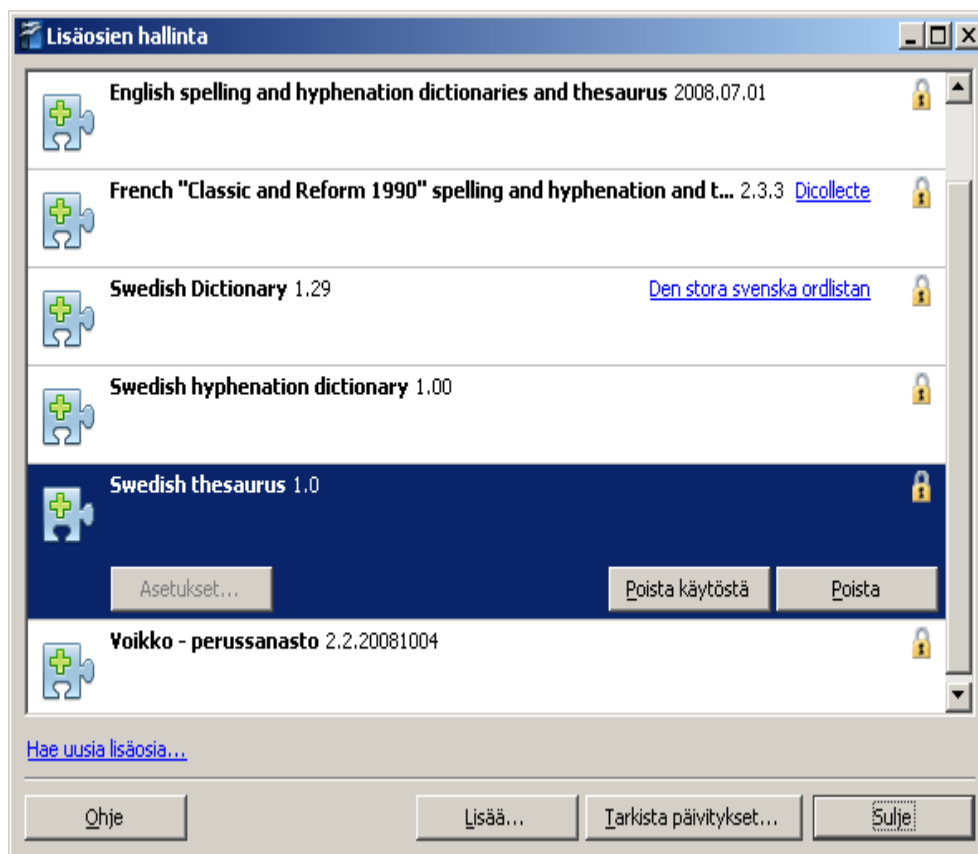 Lisäosien hallinta
English spelling and hyphenation dictionaries and thesaurus 2008.07.01
French "Classic and Reform 1990" spelling and hyphenation and t... 2.3.3 Dicollecte
Swedish Dictionary 1.29 Den stora svenska ordlistan
Swedish hyphenation dictionary 1.00
Swedish thesaurus 1.0
Asetukset... Poista käytöstä Poista
Voikko - perussanasto 2.2.20081004
Hae uusia lisäosia...
Ohje Lisää... Tarkista päivitykset... Sulje